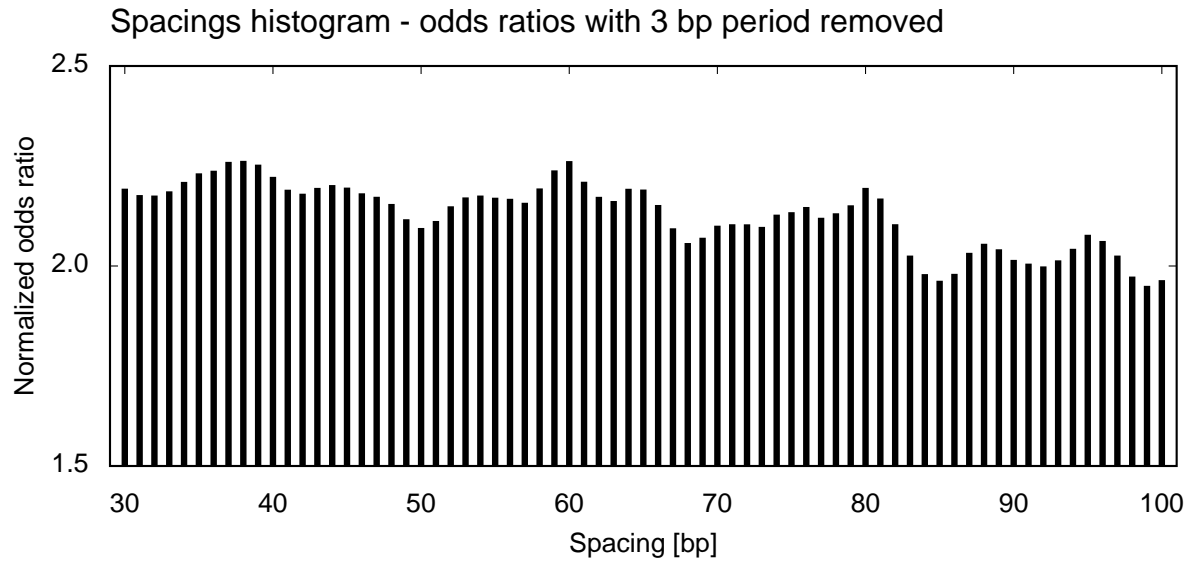 Spacings histogram - odds ratios with 3 bp period removed
Normalized odds ratio
2.5
2.0
1.5
30 40 50 60 70 80 90 100
Spacing [bp]